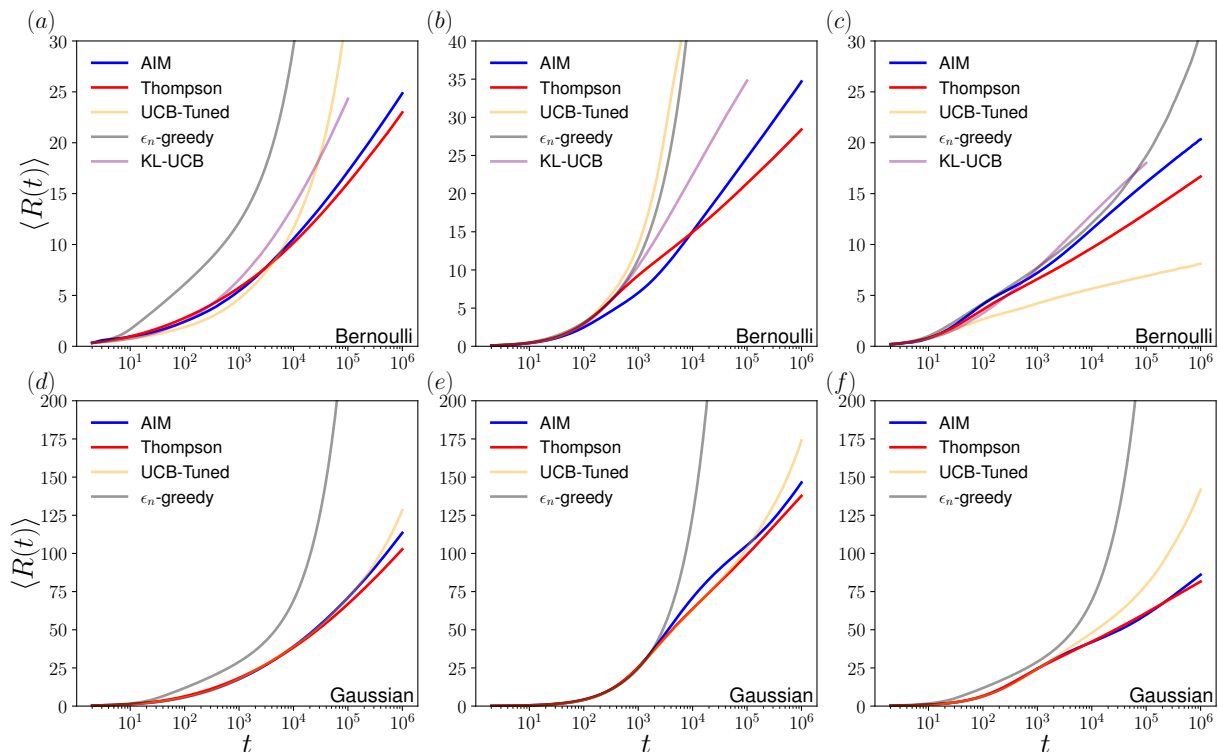 (a)
30
25
20
15
10
5
0
⟨R(t)⟩
AIM
Thompson
UCB-Tuned
ϵₙ-greedy
KL-UCB
Bernoulli
10¹ 10² 10³ 10⁴ 10⁵ 10⁶
(b)
40
35
30
25
20
15
10
5
0
AIM
Thompson
UCB-Tuned
ϵₙ-greedy
KL-UCB
Bernoulli
10¹ 10² 10³ 10⁴ 10⁵ 10⁶
(c)
30
25
20
15
10
5
0
AIM
Thompson
UCB-Tuned
ϵₙ-greedy
KL-UCB
Bernoulli
10¹ 10² 10³ 10⁴ 10⁵ 10⁶
(d)
200
175
150
125
100
75
50
25
0
⟨R(t)⟩
AIM
Thompson
UCB-Tuned
ϵₙ-greedy
Gaussian
10¹ 10² 10³ 10⁴ 10⁵ 10⁶
t
(e)
200
175
150
125
100
75
50
25
0
AIM
Thompson
UCB-Tuned
ϵₙ-greedy
Gaussian
10¹ 10² 10³ 10⁴ 10⁵ 10⁶
t
(f)
200
175
150
125
100
75
50
25
0
AIM
Thompson
UCB-Tuned
ϵₙ-greedy
Gaussian
10¹ 10² 10³ 10⁴ 10⁵ 10⁶
t